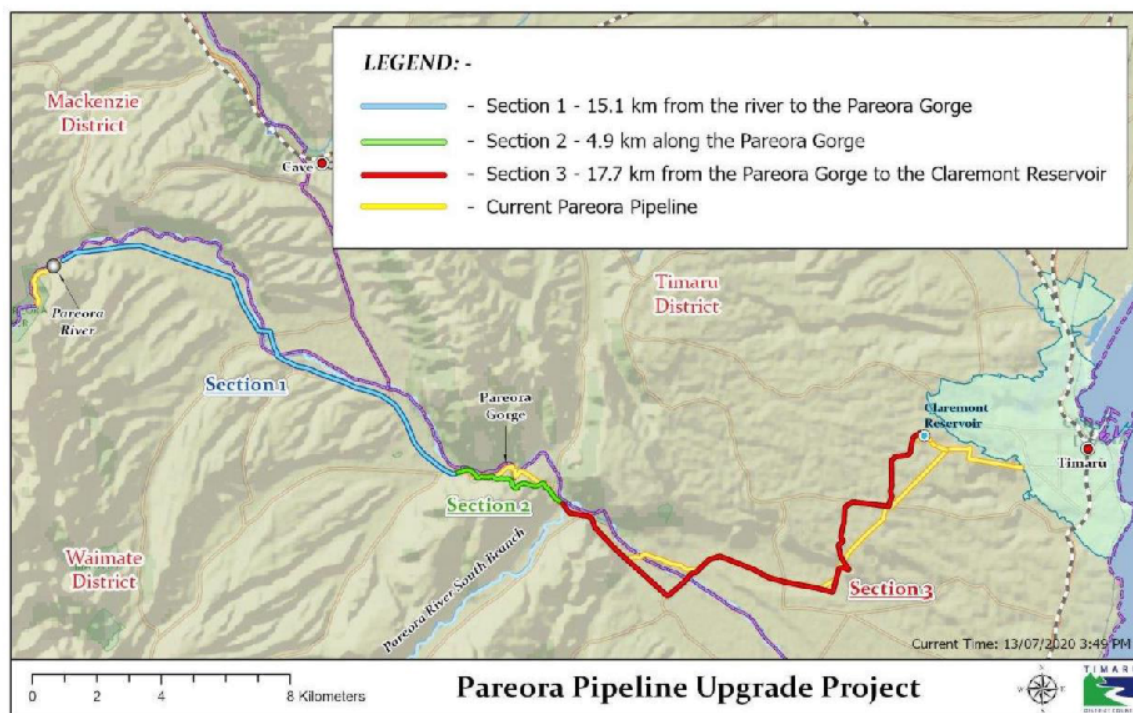 LEGEND: -
- Section 1 - 15.1 km from the river to the Pareora Gorge
- Section 2 - 4.9 km along the Pareora Gorge
- Section 3 - 17.7 km from the Pareora Gorge to the Claremont Reservoir
- Current Pareora Pipeline
Mackenzie
District
Cave
Pareora
River
Timaru
District
Section 1
Pareora
Gorge
Claremont
Reservoir
Timaru
Section 2
Pareora River South Branch
Waimate
District
Section 3
Current Time: 13/07/2020 3:49 PM
0 2 4 8 Kilometers
Pareora Pipeline Upgrade Project
N
W E
S
TIMARU
DISTRICT COUNCIL